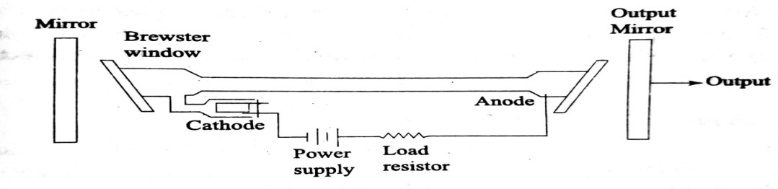 Mirror
Brewster
window
Output
Mirror
Output
Anode
Cathode
Power
supply
Load
resistor